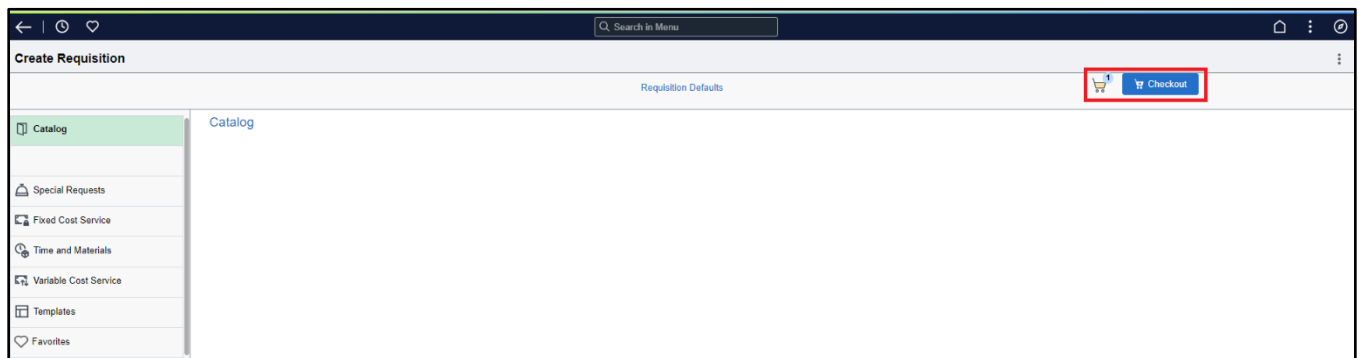 Search in Menu
Create Requisition
Requisition Defaults
1
Checkout
Catalog
Catalog
Special Requests
Fixed Cost Service
Time and Materials
Variable Cost Service
Templates
Favorites